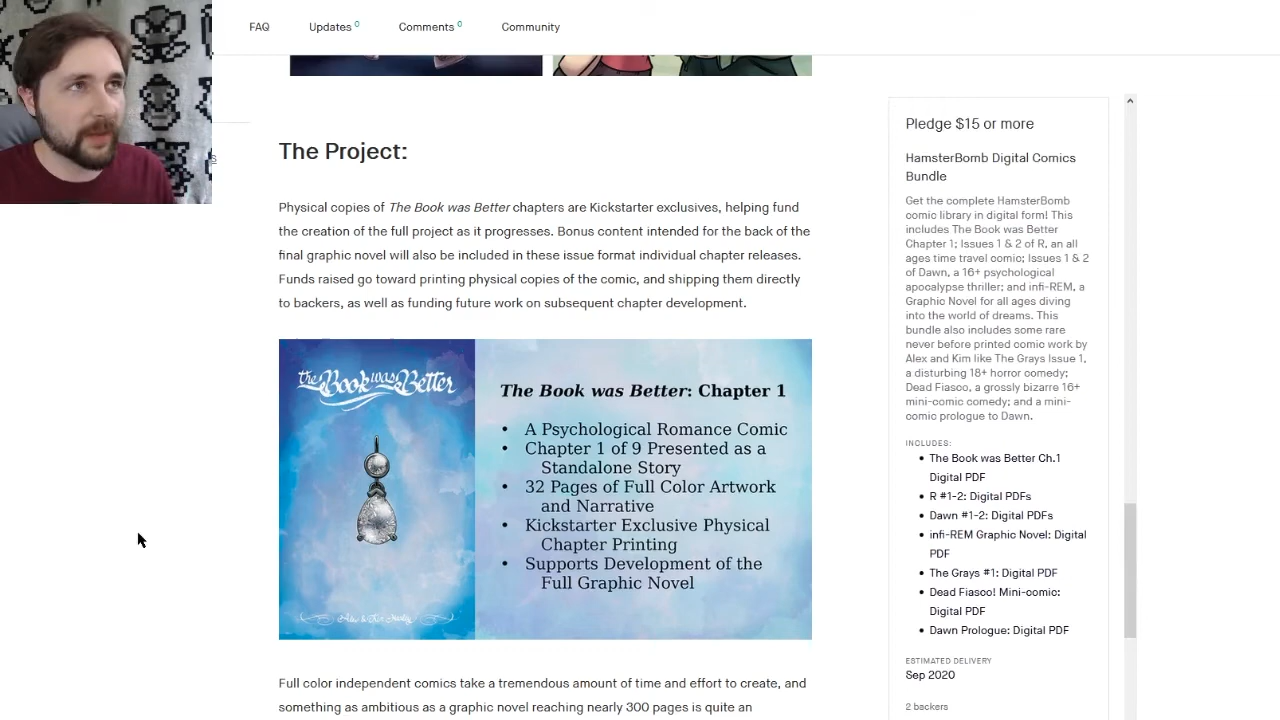 FAQ
Updates 0
Comments 0
Community
The Project:
Physical copies of The Book was Better chapters are Kickstarter exclusives, helping fund
the creation of the full project as it progresses. Bonus content intended for the back of the
final graphic novel will also be included in these issue format individual chapter releases.
Funds raised go toward printing physical copies of the comic, and shipping them directly
to backers, as well as funding future work on subsequent chapter development.
the Book was Better
The Book was Better: Chapter 1
• A Psychological Romance Comic
• Chapter 1 of 9 Presented as a
Standalone Story
• 32 Pages of Full Color Artwork
and Narrative
• Kickstarter Exclusive Physical
Chapter Printing
• Supports Development of the
Full Graphic Novel
Full color independent comics take a tremendous amount of time and effort to create, and
something as ambitious as a graphic novel reaching nearly 300 pages is quite an
Pledge $15 or more
HamsterBomb Digital Comics
Bundle
Get the complete HamsterBomb
comic library in digital form! This
includes The Book was Better
Chapter 1; Issues 1 & 2 of R, an all
ages time travel comic; Issues 1 & 2
of Dawn, a 16+ psychological
apocalypse thriller; and infi-REM, a
Graphic Novel for all ages diving
into the world of dreams. This
bundle also includes some rare
never before printed comic work by
Alex and Kim like The Grays Issue 1,
a disturbing 18+ horror comedy;
Dead Fiasco, a grossly bizarre 16+
mini-comic comedy; and a mini-
comic prologue to Dawn.
INCLUDES:
• The Book was Better Ch.1
Digital PDF
• R #1-2: Digital PDFs
• Dawn #1-2: Digital PDFs
• infi-REM Graphic Novel: Digital
PDF
• The Grays #1: Digital PDF
• Dead Fiasco! Mini-comic:
Digital PDF
• Dawn Prologue: Digital PDF
ESTIMATED DELIVERY
Sep 2020
2 backers